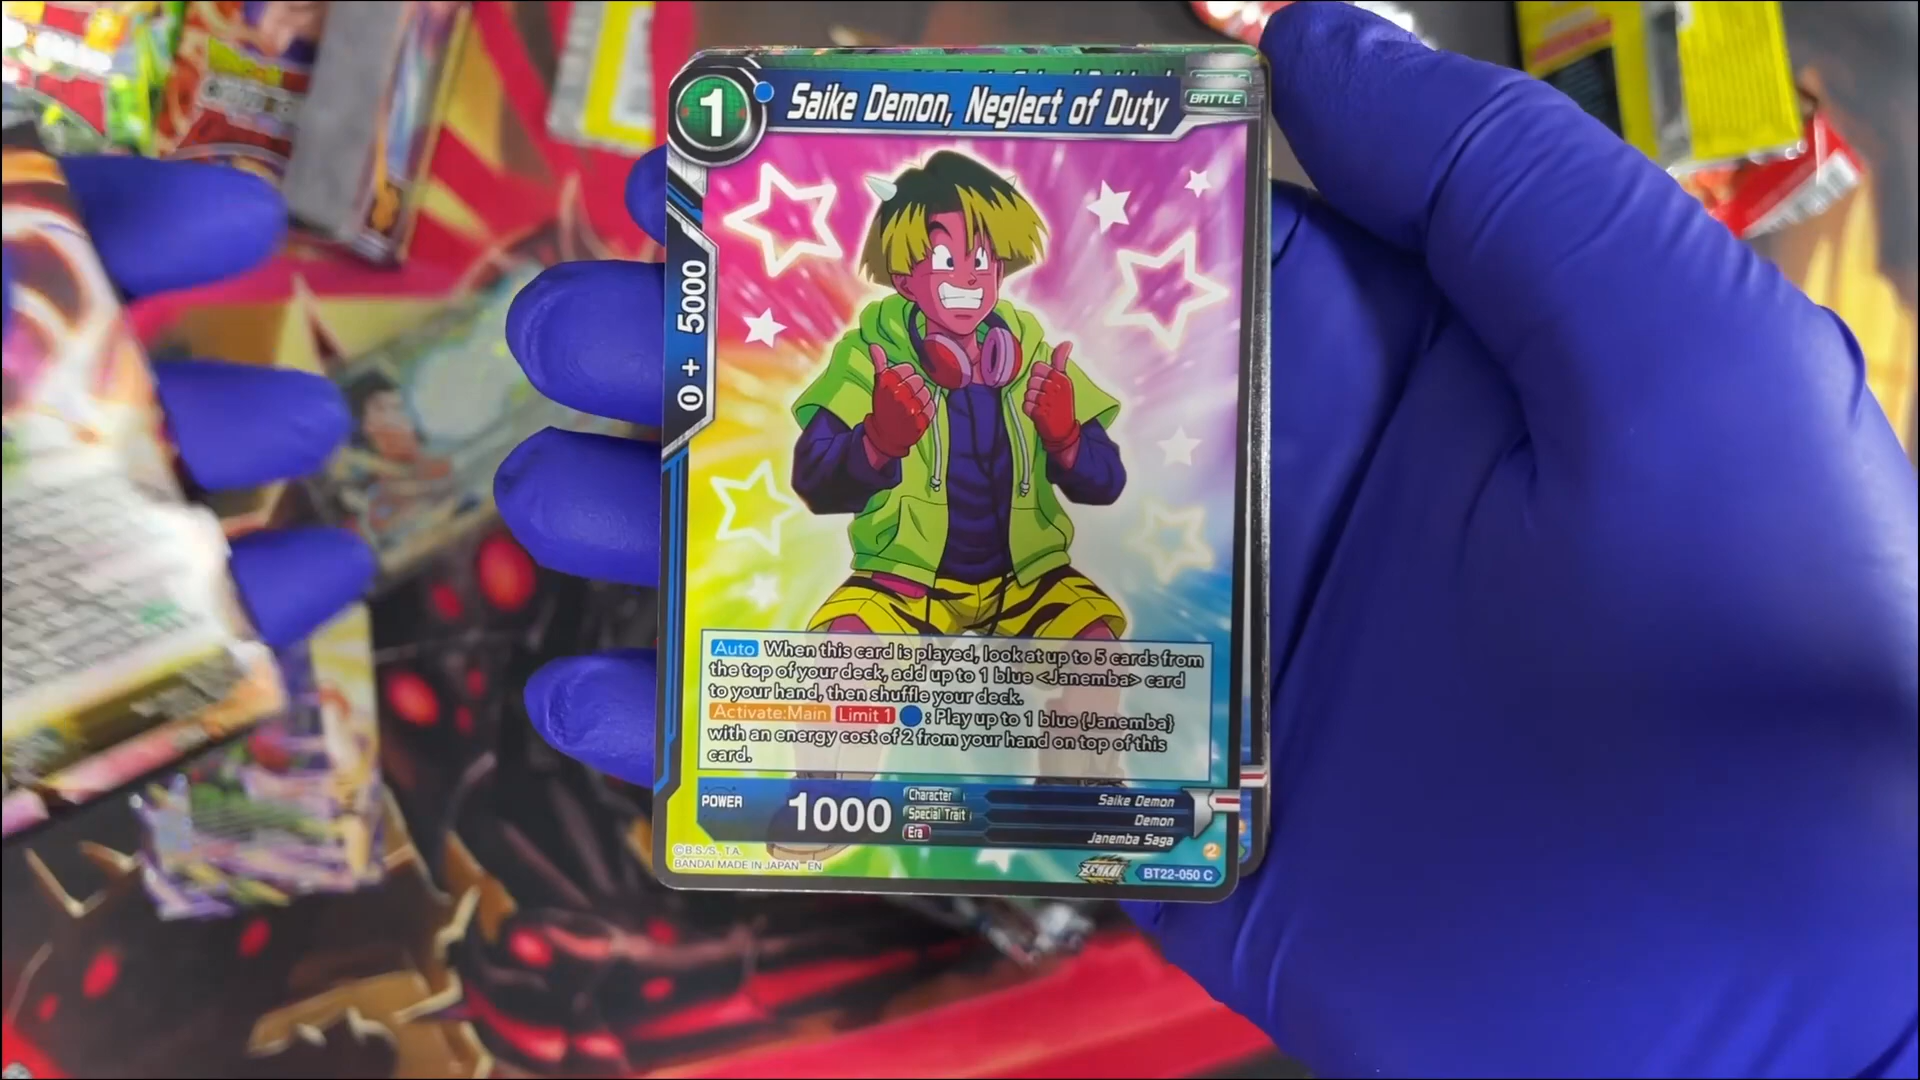 1
Saike Demon, Neglect of Duty
BATTLE
0 + 5000
Auto When this card is played, look at up to 5 cards from
the top of your deck, add up to 1 blue <Janemba> card
to your hand, then shuffle your deck.
Activate:Main Limit 1 : Play up to 1 blue {Janemba}
with an energy cost of 2 from your hand on top of this
card.
POWER 1000
Character Saike Demon
Special Trait Demon
Era Janemba Saga
©B.S/S., T.A.
BANDAI MADE IN JAPAN EN
ZENKAI
BT22-050 C
2